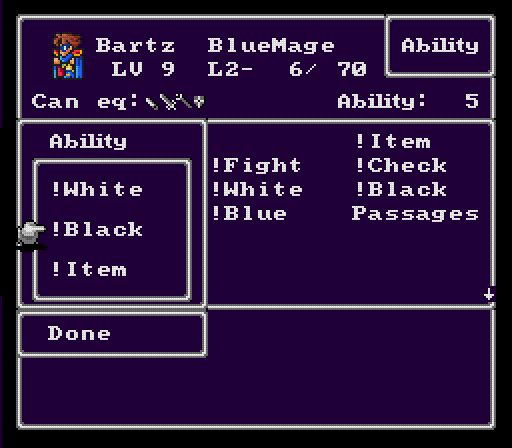 Bartz BlueMage Ability
LV 9 L2- 6/ 70
Can eq: Ability: 5
Ability !Item
!Fight !Check
!White !White !Black
!Blue Passages
!Black
!Item
Done